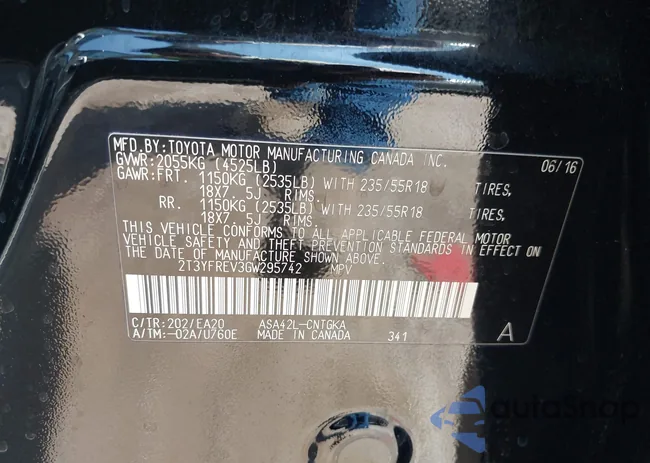 MFD.BY:TOYOTA MOTOR MANUFACTURING CANADA INC. 06/16
GVWR:2055KG (4525LB)
GAWR:FRT. 1150KG (2535LB) WITH 235/55R18 TIRES,
18X7. 5J RIMS.
RR. 1150KG (2535LB) WITH 235/55R18 TIRES,
18X7. 5J RIMS.
THIS VEHICLE CONFORMS TO ALL APPLICABLE FEDERAL MOTOR
VEHICLE SAFETY AND THEFT PREVENTION STANDARDS IN EFFECT ON
THE DATE OF MANUFACTURE SHOWN ABOVE.
2T3YFREV3GW295742 MPV
C/TR:202/EA20 ASA42L-CNTGKA
A/TM:-02A/U760E MADE IN CANADA 341 A
autoSnap